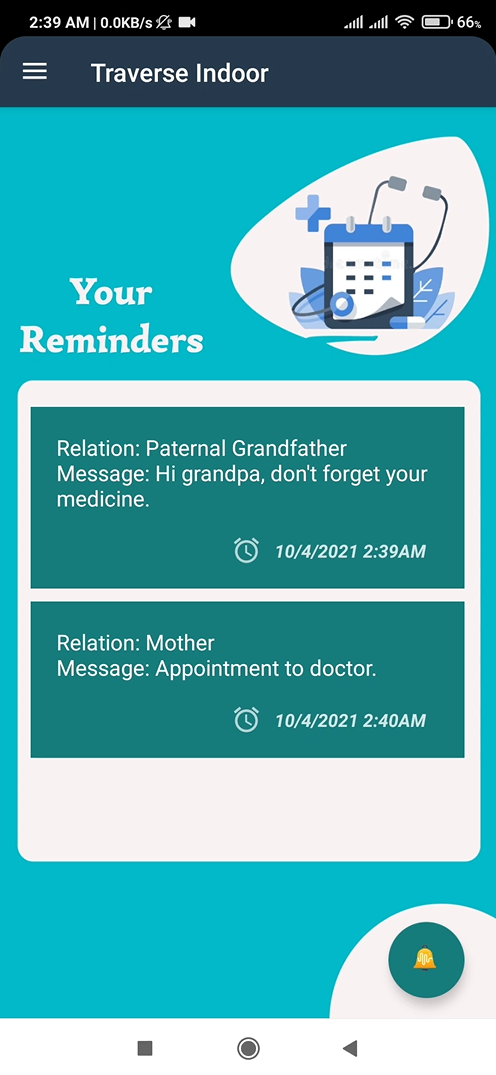 2:39 AM | 0.0KB/s 66%
Traverse Indoor
Your
Reminders
Relation: Paternal Grandfather
Message: Hi grandpa, don't forget your
medicine.
10/4/2021 2:39AM
Relation: Mother
Message: Appointment to doctor.
10/4/2021 2:40AM